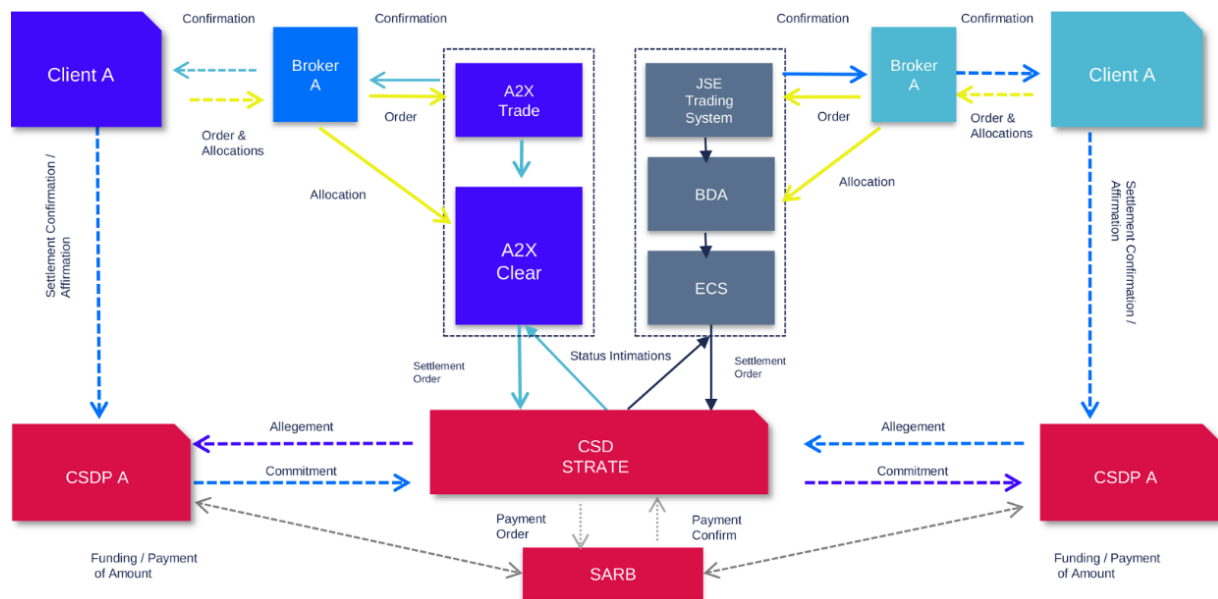 Confirmation
Confirmation
Confirmation
Confirmation
Client A
Broker
A
A2X
Trade
JSE
Trading
System
Broker
A
Client A
Order
Order &
Allocations
Order
Order &
Allocations
Allocation
Allocation
BDA
A2X
Clear
ECS
Settlement Confirmation /
Affirmation
Settlement Confirmation /
Affirmation
Settlement
Order
Status Intimations
Settlement
Order
Allegement
Allegement
CSDP A
Commitment
CSD
STRATE
Commitment
CSDP A
Payment
Order
Payment
Confirm
Funding / Payment
of Amount
SARB
Funding / Payment
of Amount